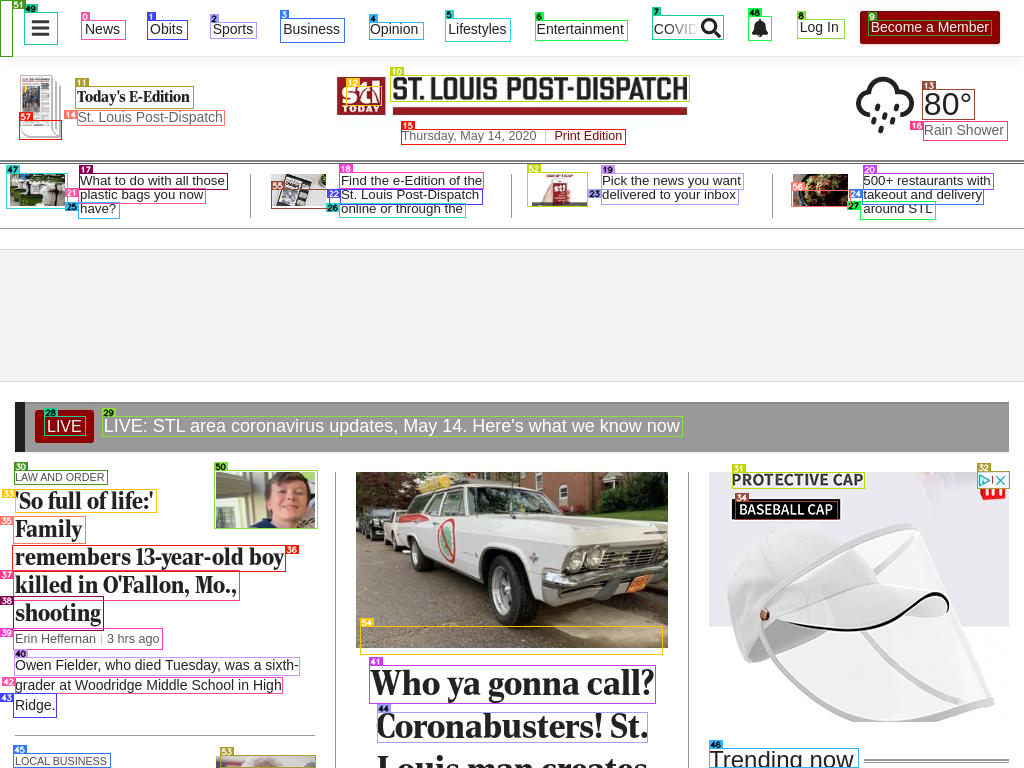 News
Obits
Sports
Business
Opinion
Lifestyles
Entertainment
COVID
Log In
Become a Member
Today's E-Edition
St. Louis Post-Dispatch
stl TODAY
ST. LOUIS POST-DISPATCH
Thursday, May 14, 2020 | Print Edition
80°
Rain Shower
What to do with all those
plastic bags you now
have?
Find the e-Edition of the
St. Louis Post-Dispatch
online or through the
Pick the news you want
delivered to your inbox
500+ restaurants with
takeout and delivery
around STL
LIVE
LIVE: STL area coronavirus updates, May 14. Here's what we know now
LAW AND ORDER
'So full of life:'
Family
remembers 13-year-old boy
killed in O'Fallon, Mo.,
shooting
Erin Heffernan | 3 hrs ago
Owen Fielder, who died Tuesday, was a sixth-
grader at Woodridge Middle School in High
Ridge.
LOCAL BUSINESS
Who ya gonna call?
Coronabusters! St.
Louis man creates
PROTECTIVE CAP
BASEBALL CAP
Trending now